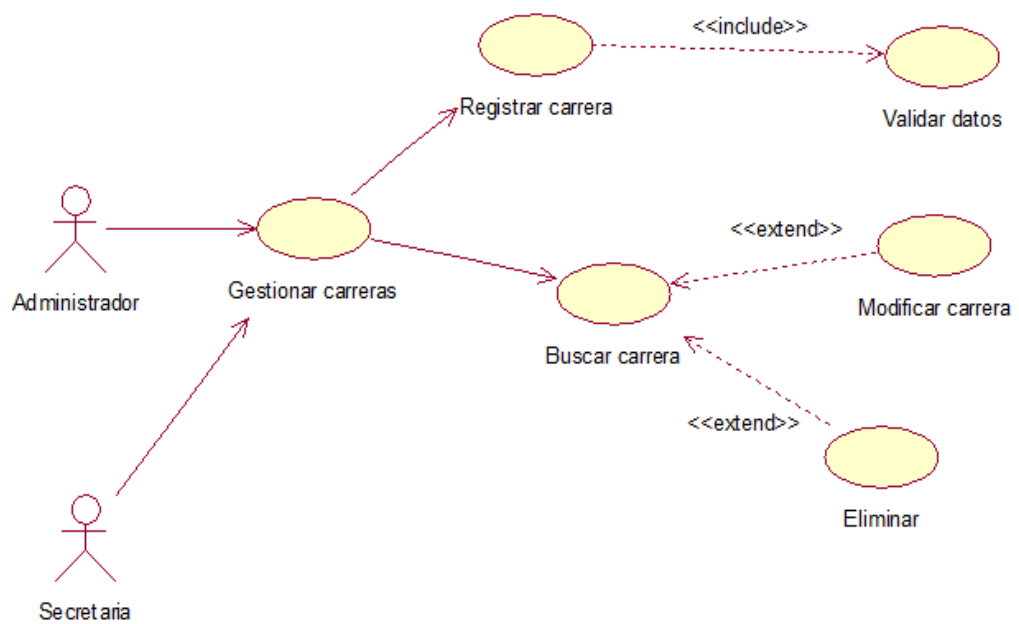 <<include>>
Registrar carrera
Validar datos
<<extend>>
Administrador
Gestionar carreras
Modificar carrera
Buscar carrera
<<extend>>
Eliminar
Secretaria